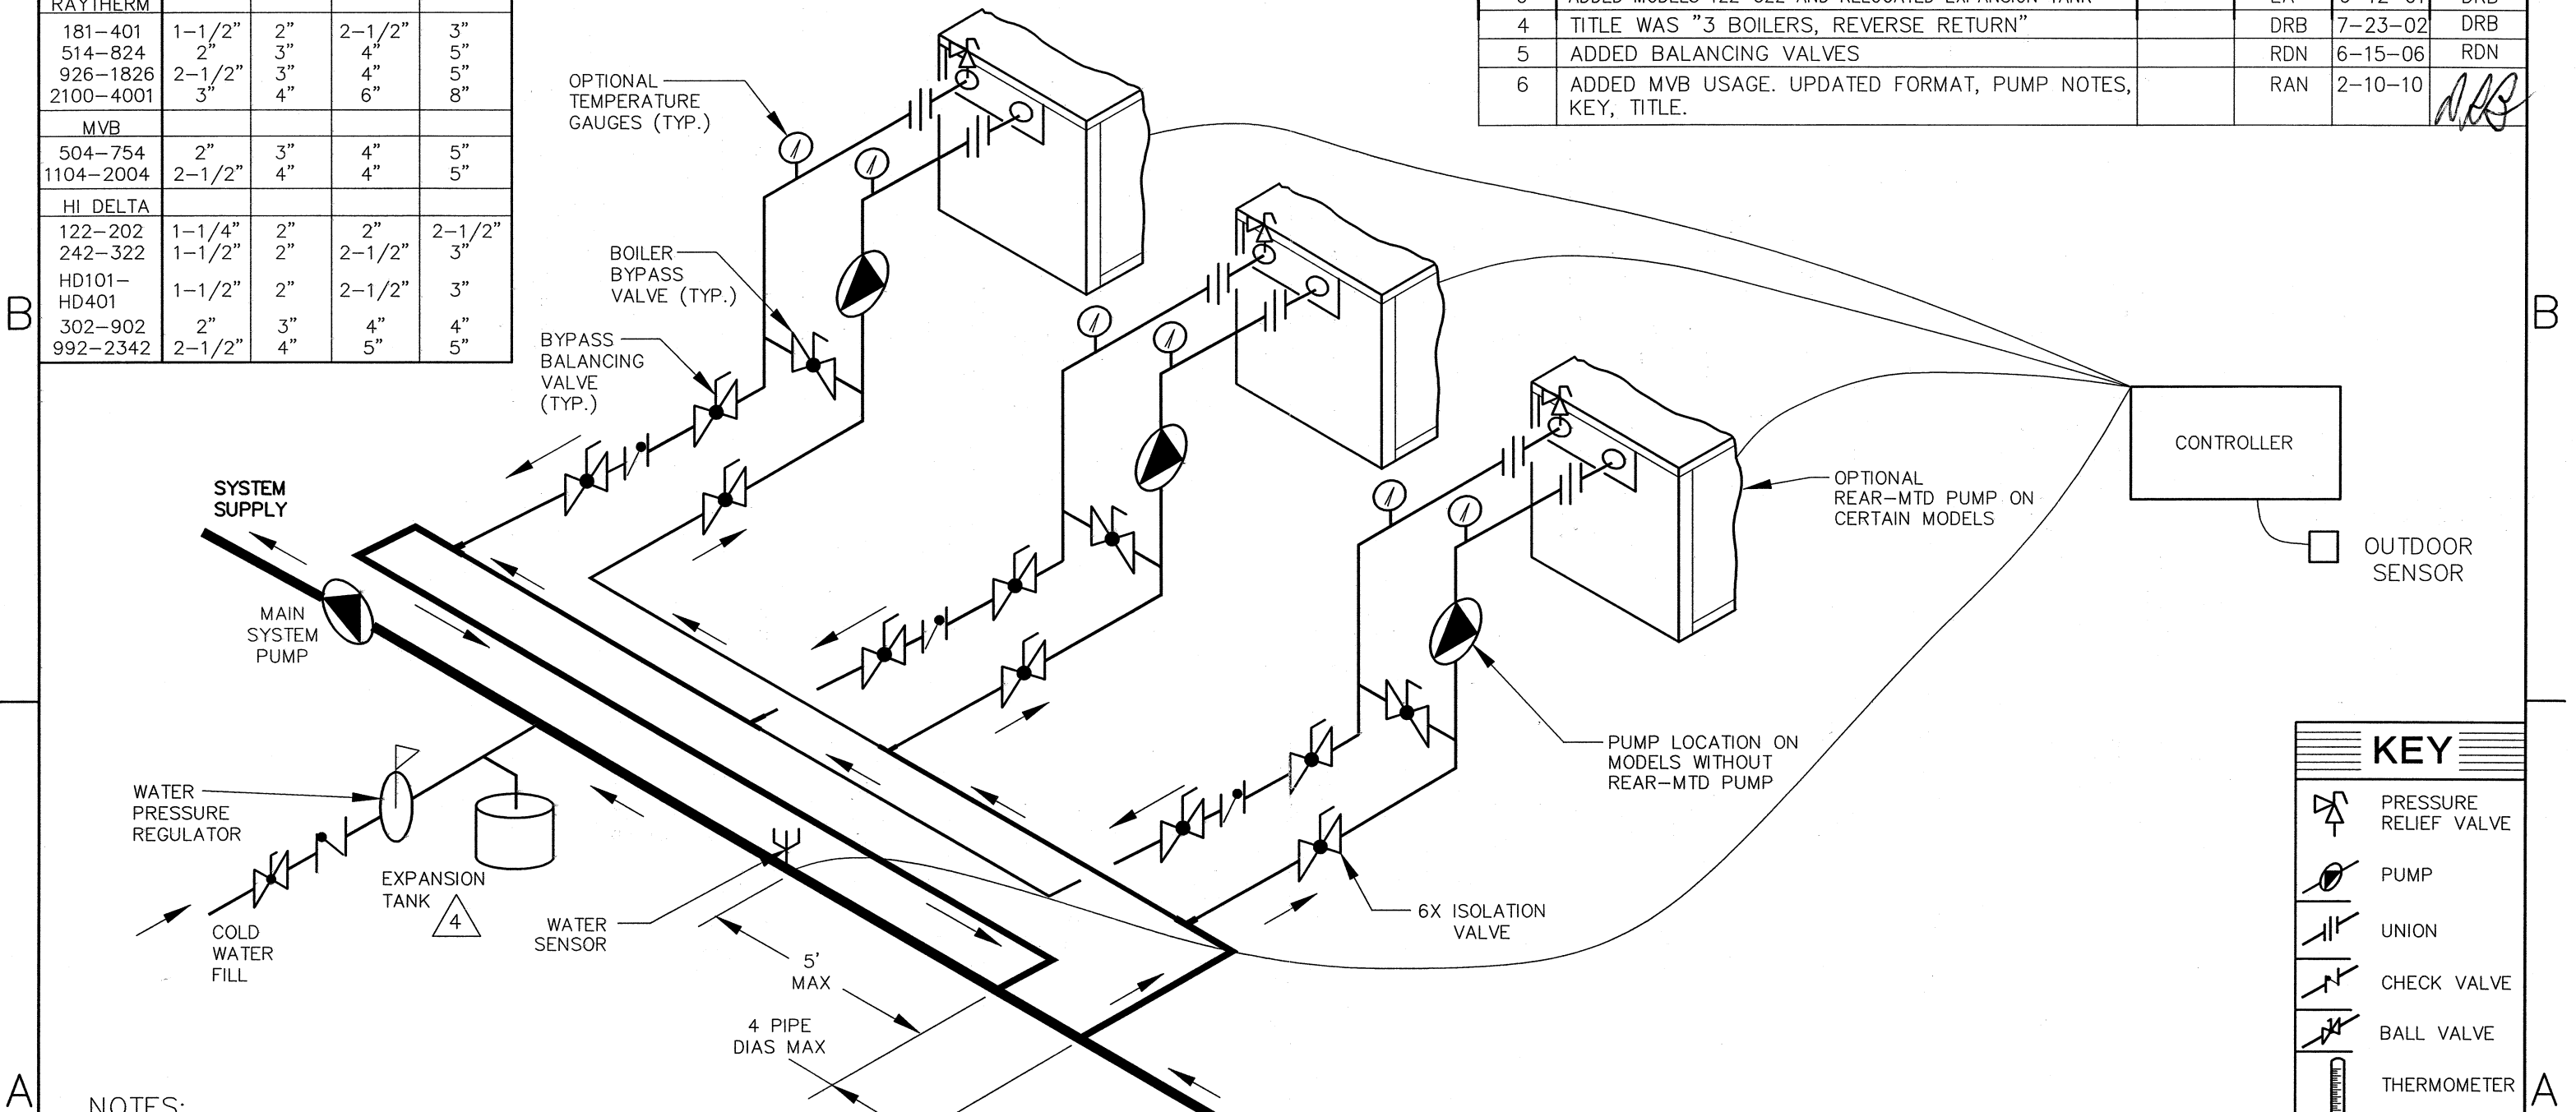 RAYTHERM
181-401 1-1/2" 2" 2-1/2" 3"
514-824 2" 3" 4" 5"
926-1826 2-1/2" 3" 4" 5"
2100-4001 3" 4" 6" 8"
MVB
504-754 2" 3" 4" 5"
1104-2004 2-1/2" 4" 4" 5"
HI DELTA
122-202 1-1/4" 2" 2" 2-1/2"
242-322 1-1/2" 2" 2-1/2" 3"
HD101-
HD401 1-1/2" 2" 2-1/2" 3"
302-902 2" 3" 4" 4"
992-2342 2-1/2" 4" 5" 5"
ADDED MODELS AND RELOCATED EXPANSION TANK
4 TITLE WAS "3 BOILERS, REVERSE RETURN" DRB 7-23-02 DRB
5 ADDED BALANCING VALVES RDN 6-15-06 RDN
6 ADDED MVB USAGE. UPDATED FORMAT, PUMP NOTES, RAN 2-10-10
KEY, TITLE.
OPTIONAL
TEMPERATURE
GAUGES (TYP.)
BOILER
BYPASS
VALVE (TYP.)
BYPASS
BALANCING
VALVE
(TYP.)
B
B
CONTROLLER
OPTIONAL
REAR-MTD PUMP ON
CERTAIN MODELS
SYSTEM
SUPPLY
OUTDOOR
SENSOR
MAIN
SYSTEM
PUMP
PUMP LOCATION ON
MODELS WITHOUT
REAR-MTD PUMP
WATER
PRESSURE
REGULATOR
EXPANSION
TANK
4
COLD
WATER
FILL
WATER
SENSOR
6X ISOLATION
VALVE
5'
MAX
4 PIPE
DIAS MAX
KEY
PRESSURE
RELIEF VALVE
PUMP
UNION
CHECK VALVE
BALL VALVE
THERMOMETER
A
A
NOTES: